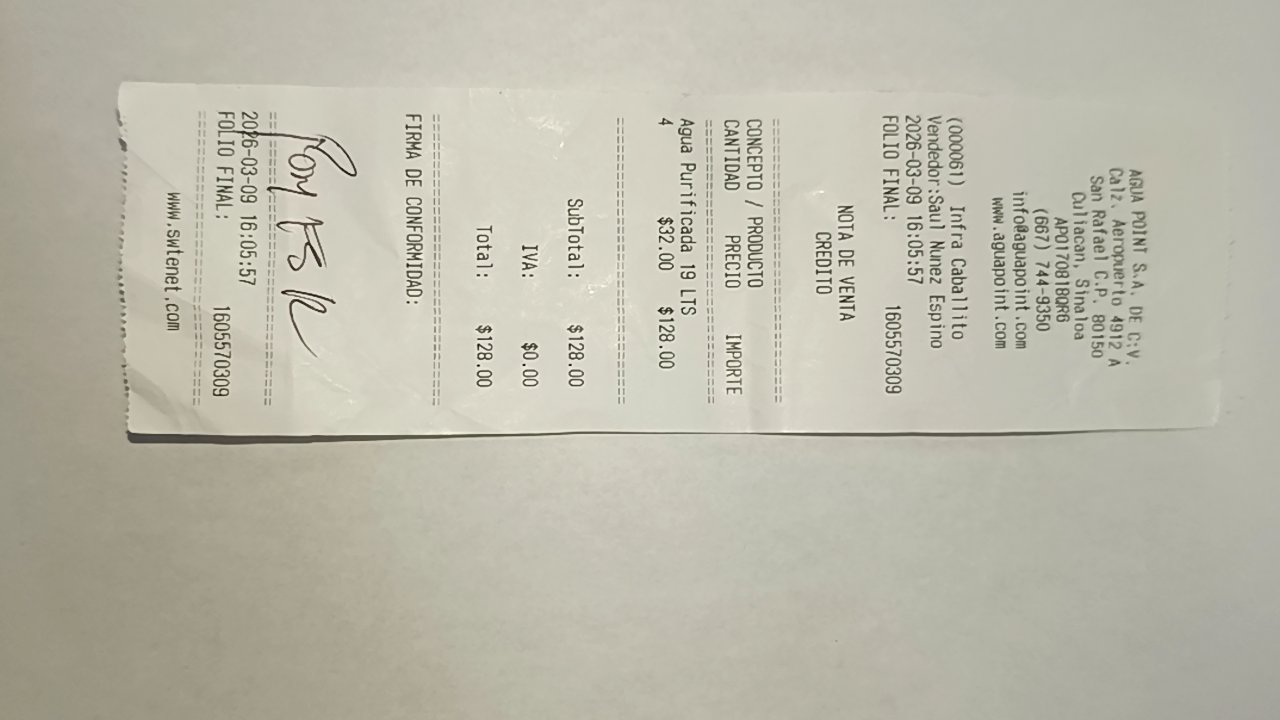 AGUA POINT S.A. DE C.V.
Calz. Aeropuerto 4912 A
San Rafael C.P. 80150
Culiacan, Sinaloa
APO170818QR6
(667) 744-9350
info@aguapoint.com
www.aguapoint.com
(000061) Infra Caballito
Vendedor:Saul Nunez Espino
2026-03-09 16:05:57
FOLIO FINAL: 1605570309
NOTA DE VENTA
CREDITO
CONCEPTO / PRODUCTO
CANTIDAD PRECIO IMPORTE
Agua Purificada 19 LTS
4 $32.00 $128.00
SubTotal: $128.00
IVA: $0.00
Total: $128.00
FIRMA DE CONFORMIDAD:
2026-03-09 16:05:57
FOLIO FINAL: 1605570309
www.swtenet.com